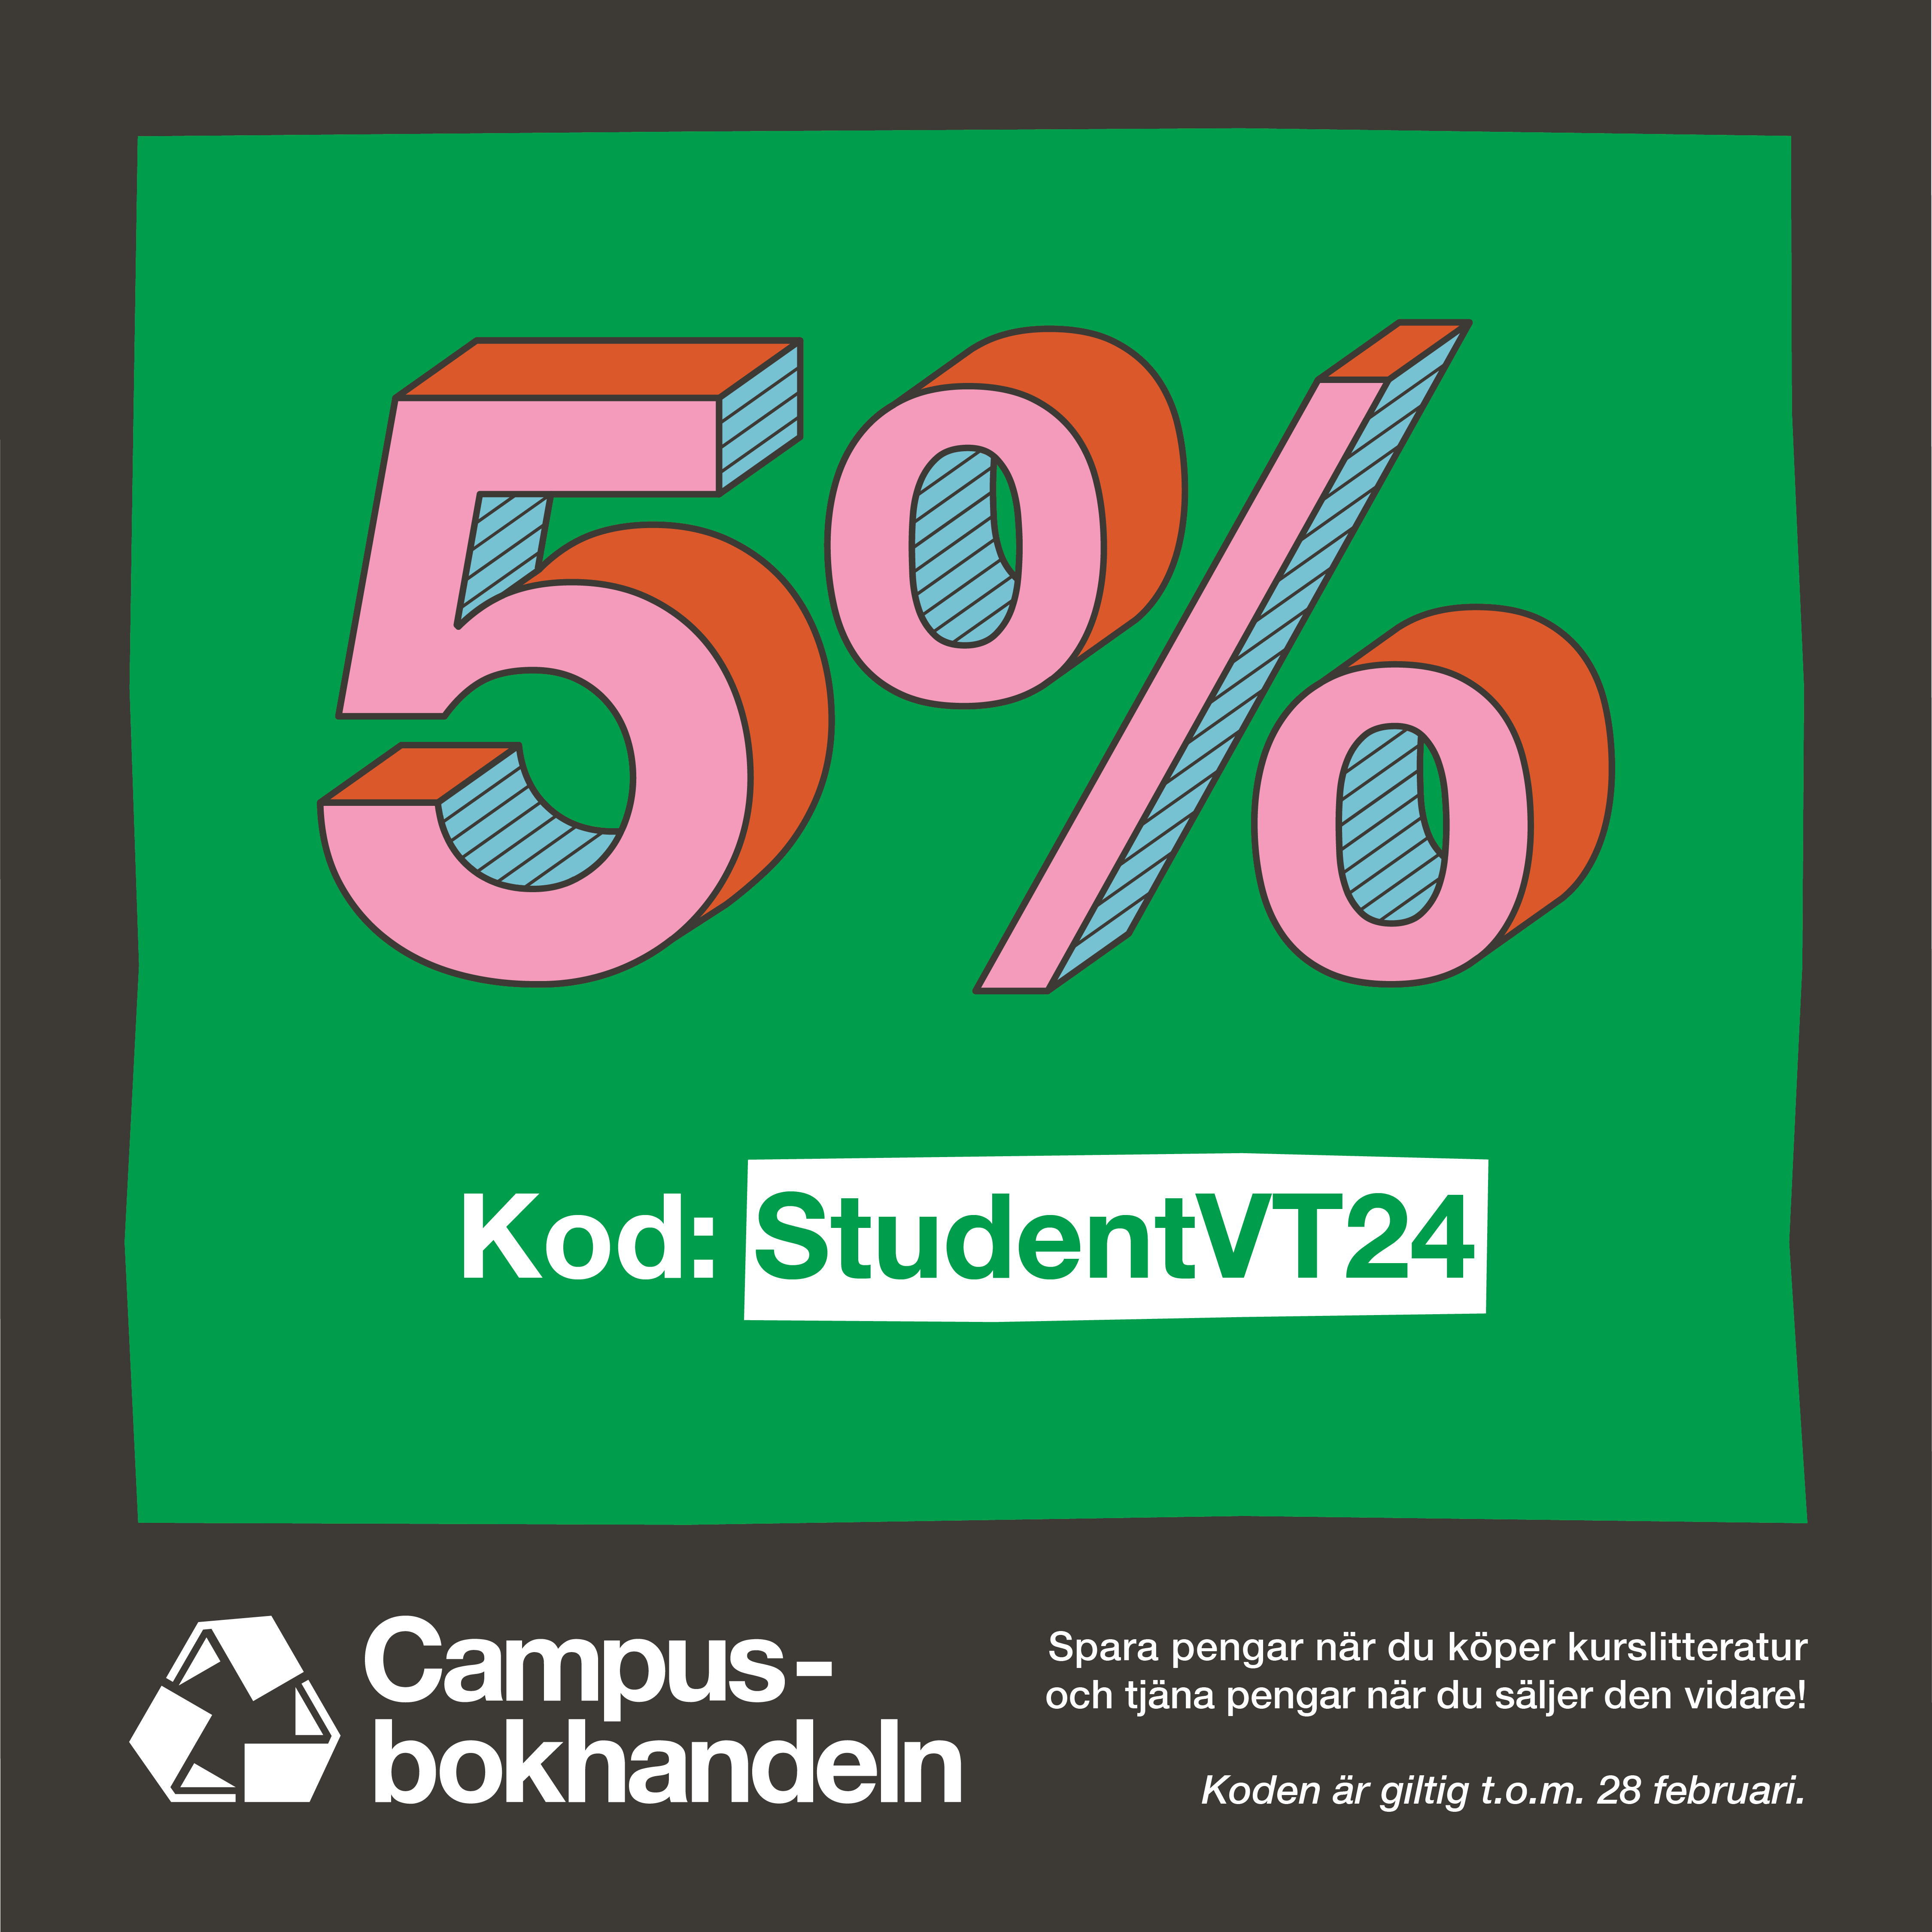 5%
Kod: StudentVT24
Campus-
bokhandeln
Spara pengar när du köper kurslitteratur
och tjäna pengar när du säljer den vidare!
Koden är giltig t.o.m. 28 februari.